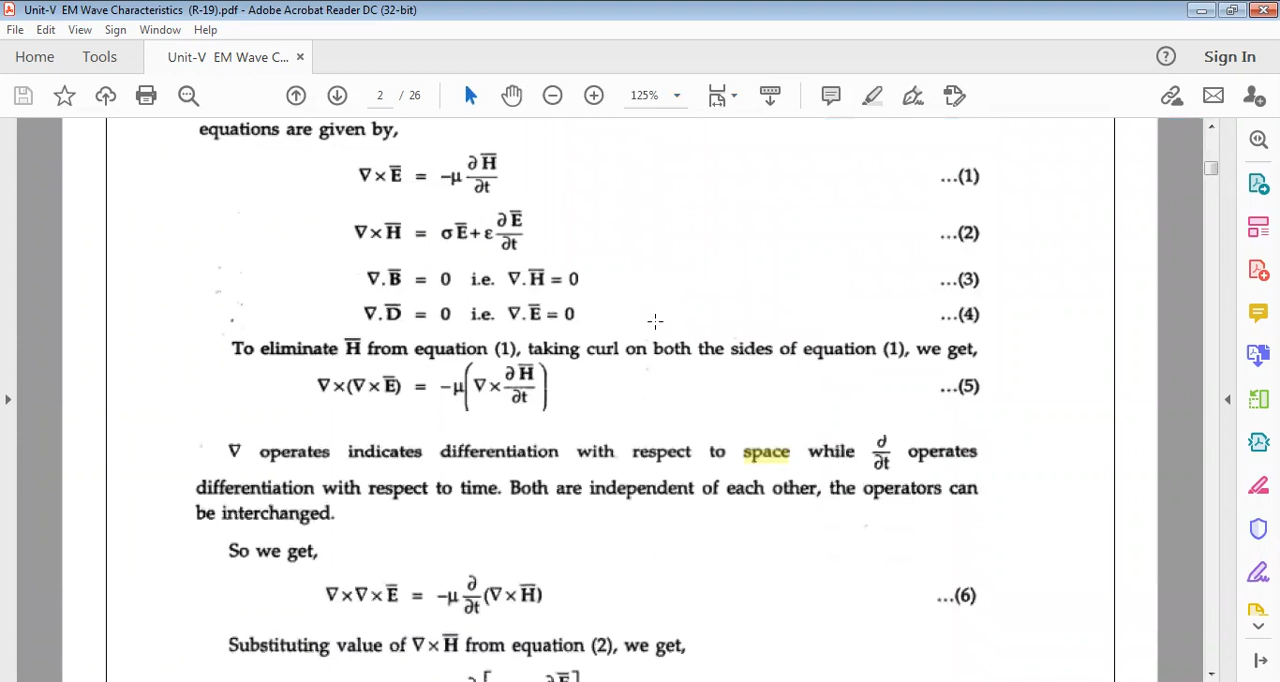 Unit-V EM Wave Characteristics (R-19).pdf - Adobe Acrobat Reader DC (32-bit)
File Edit View Sign Window Help
Home Tools Unit-V EM Wave C... × ? Sign In
2 / 26 125%
equations are given by,
∇×E̅ = −μ ∂H̅/∂t ...(1)
∇×H̅ = σE̅+ε ∂E̅/∂t ...(2)
∇.B̅ = 0 i.e. ∇.H̅ = 0 ...(3)
∇.D̅ = 0 i.e. ∇.E̅ = 0 ...(4)
To eliminate H̅ from equation (1), taking curl on both the sides of equation (1), we get,
∇×(∇×E̅) = −μ(∇×∂H̅/∂t) ...(5)
∇ operates indicates differentiation with respect to space while ∂/∂t operates
differentiation with respect to time. Both are independent of each other, the operators can
be interchanged.
So we get,
∇×∇×E̅ = −μ ∂/∂t(∇×H̅) ...(6)
Substituting value of ∇×H̅ from equation (2), we get,